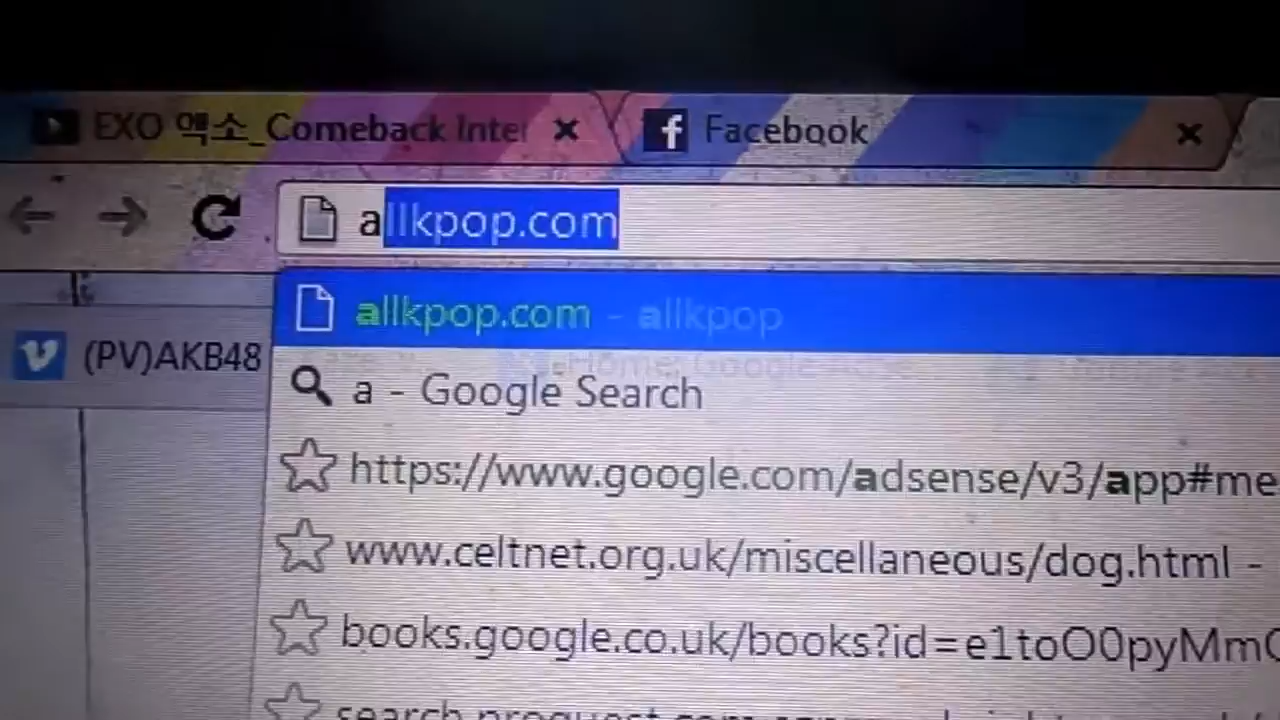 EXO 엑소_Comeback Inter
Facebook
allkpop.com
allkpop.com - allkpop
(PV)AKB48
a - Google Search
https://www.google.com/adsense/v3/app#me
www.celtnet.org.uk/miscellaneous/dog.html -
books.google.co.uk/books?id=e1toO0pyMmC